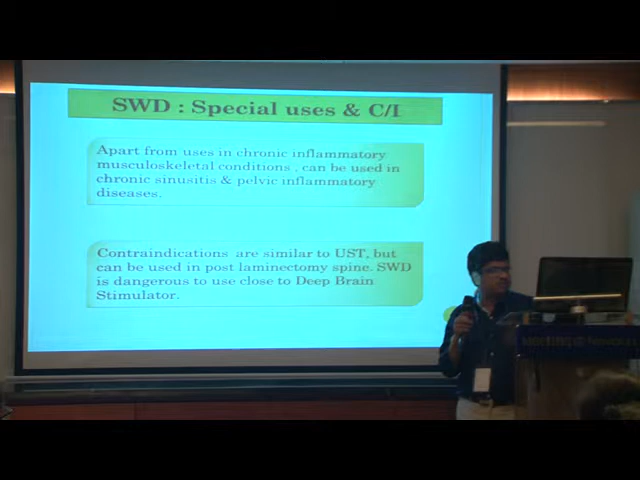 SWD : Special uses & C/I
Apart from uses in chronic inflammatory
musculoskeletal conditions , can be used in
chronic sinusitis & pelvic inflammatory
diseases.
Contraindications are similar to UST, but
can be used in post laminectomy spine. SWD
is dangerous to use close to Deep Brain
Stimulator.